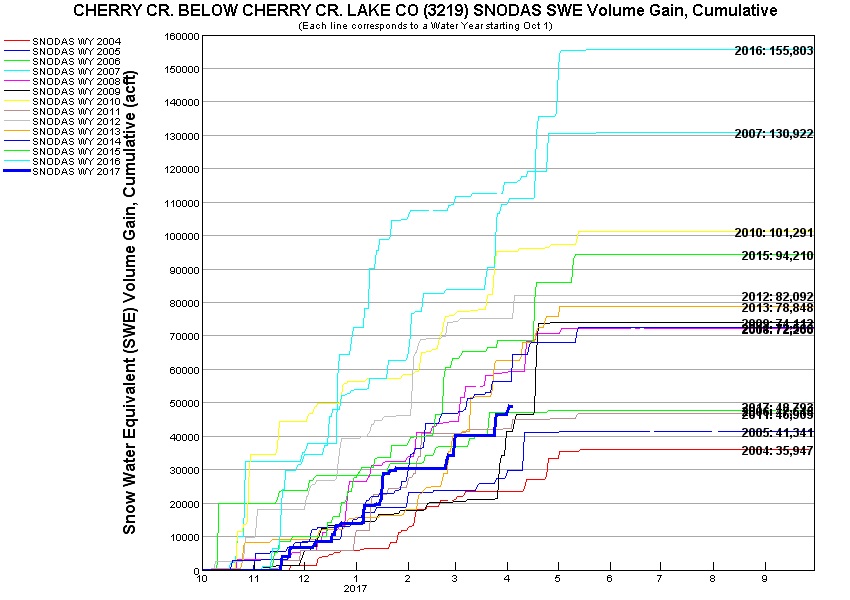 CHERRY CR. BELOW CHERRY CR. LAKE CO (3219) SNODAS SWE Volume Gain, Cumulative
(Each line corresponds to a Water Year starting Oct 1)
SNODAS WY 2004
SNODAS WY 2005
SNODAS WY 2006
SNODAS WY 2007
SNODAS WY 2008
SNODAS WY 2009
SNODAS WY 2010
SNODAS WY 2011
SNODAS WY 2012
SNODAS WY 2013
SNODAS WY 2014
SNODAS WY 2015
SNODAS WY 2016
SNODAS WY 2017
Snow Water Equivalent (SWE) Volume Gain, Cumulative (acft)
160000
150000
140000
130000
120000
110000
100000
90000
80000
70000
60000
50000
40000
30000
20000
10000
0
2016: 155,803
2007: 130,922
2010: 101,291
2015: 94,210
2012: 82,092
2013: 78,848
2017: 48,793
2005: 41,341
2004: 35,947
10 11 12 1 2 3 4 5 6 7 8 9
2017